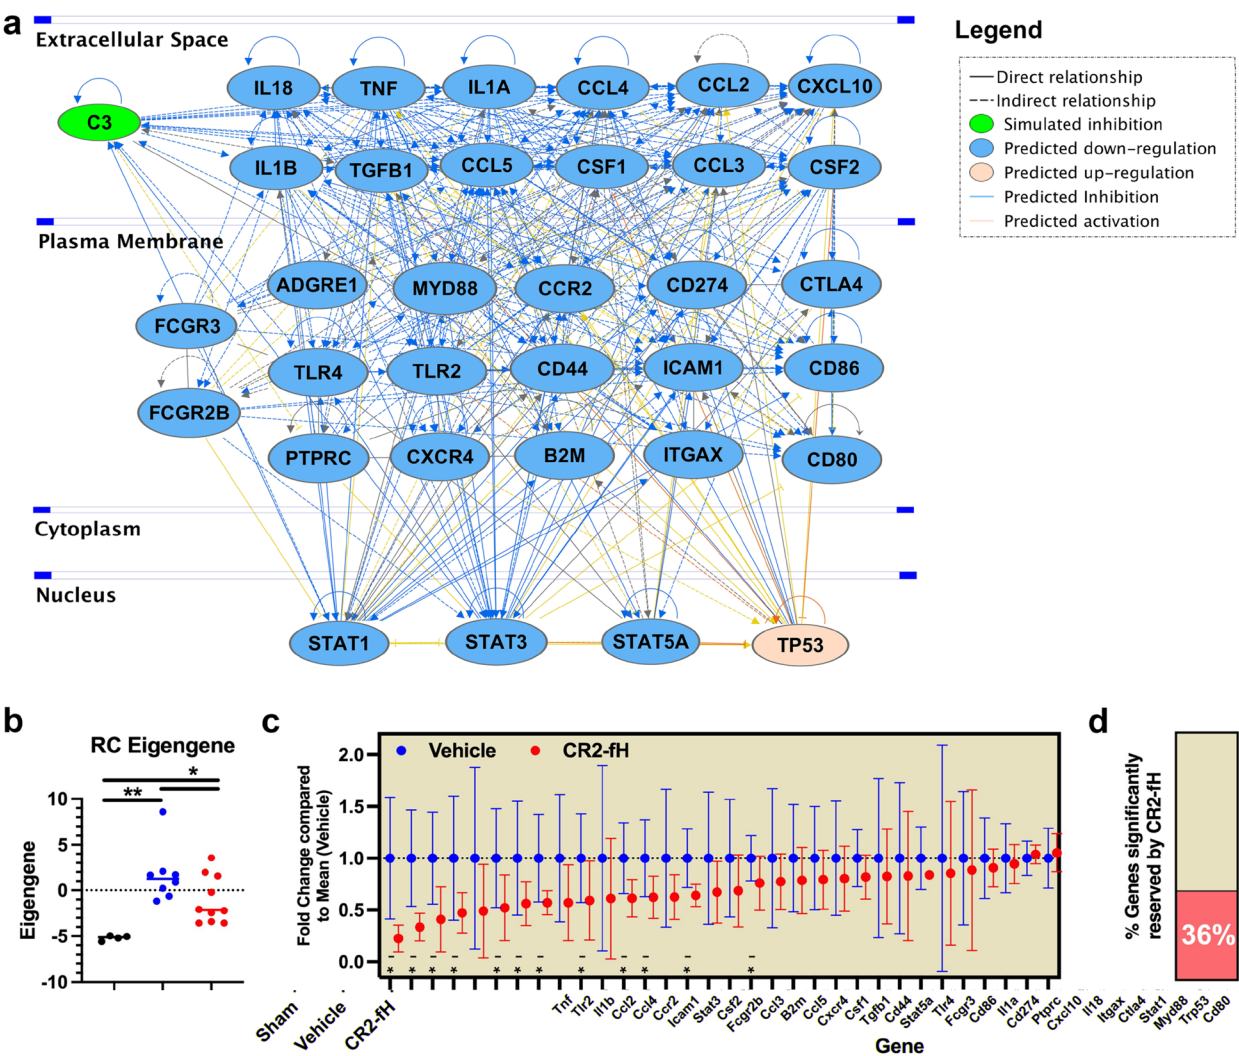 a
Extracellular Space
IL18 TNF IL1A CCL4 CCL2 CXCL10
C3
IL1B TGFB1 CCL5 CSF1 CCL3 CSF2
Plasma Membrane
ADGRE1 MYD88 CCR2 CD274 CTLA4
FCGR3
TLR4 TLR2 CD44 ICAM1 CD86
FCGR2B
PTPRC CXCR4 B2M ITGAX CD80
Cytoplasm
Nucleus
STAT1 STAT3 STAT5A TP53
Legend
Direct relationship
Indirect relationship
Simulated inhibition
Predicted down-regulation
Predicted up-regulation
Predicted Inhibition
Predicted activation
b
RC Eigengene
*
**
Eigengene
10
5
0
-5
-10
Sham
Vehicle
CR2-fH
c
Vehicle CR2-fH
Fold Change compared
to Mean (Vehicle)
2.0
1.5
1.0
0.5
0.0
- - - - - - - - - - - -
* * * * * * * * * * * *
Tnf
Tlr2
Il1b
Ccl2
Ccl4
Ccr2
Icam1
Stat3
Csf2
Fcgr2b
Ccl3
B2m
Ccl5
Cxcr4
Csf1
Tgfb1
Cd44
Stat5a
Tlr4
Fcgr3
Cd86
Il1a
Cd274
Ptprc
Cxcl10
Il18
Itgax
Ctla4
Stat1
Myd88
Trp53
Cd80
Gene
d
% Genes significantly
reserved by CR2-fH
36%